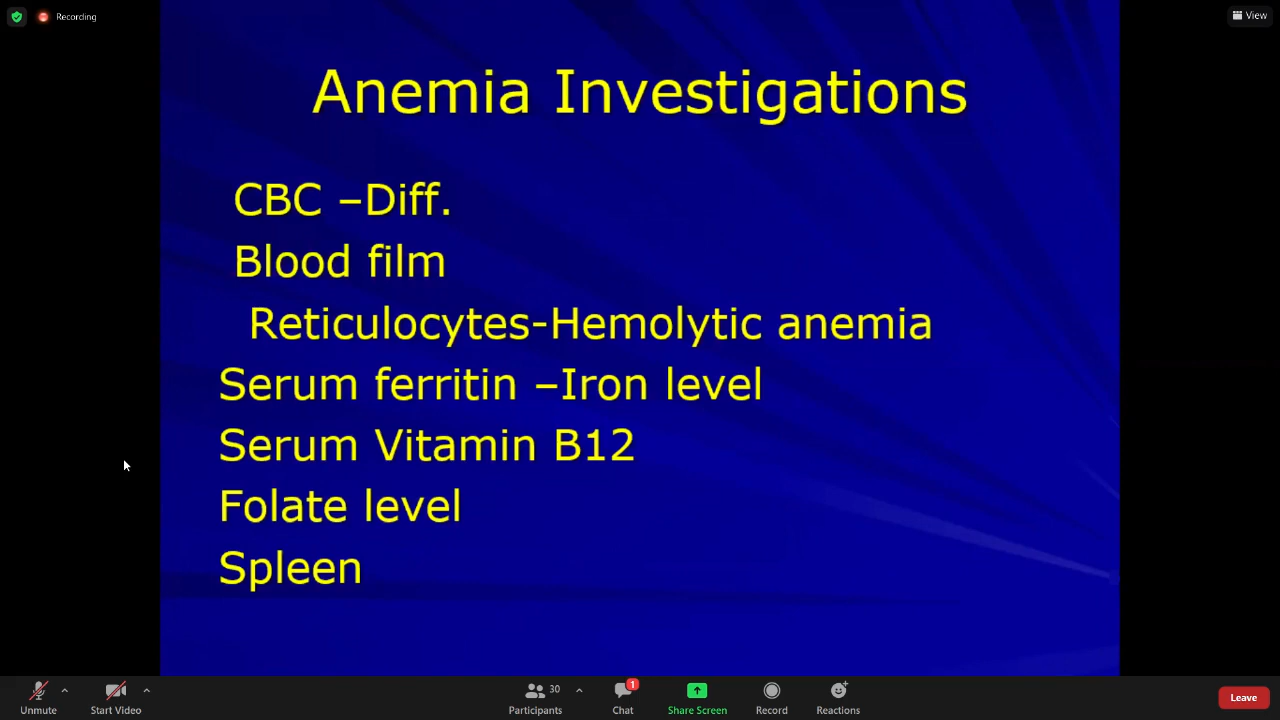 Recording
View
Anemia Investigations
CBC –Diff.
Blood film
Reticulocytes-Hemolytic anemia
Serum ferritin –Iron level
Serum Vitamin B12
Folate level
Spleen
Unmute
Start Video
30
Participants
1
Chat
Share Screen
Record
Reactions
Leave